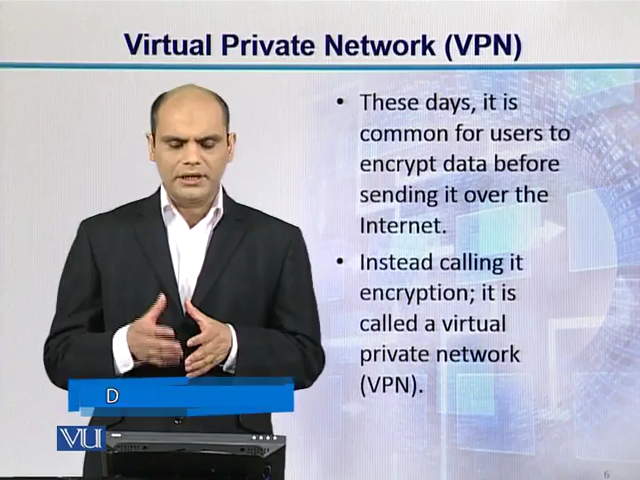 Virtual Private Network (VPN)
• These days, it is
common for users to
encrypt data before
sending it over the
Internet.
• Instead calling it
encryption; it is
called a virtual
private network
(VPN).
D
VU
6